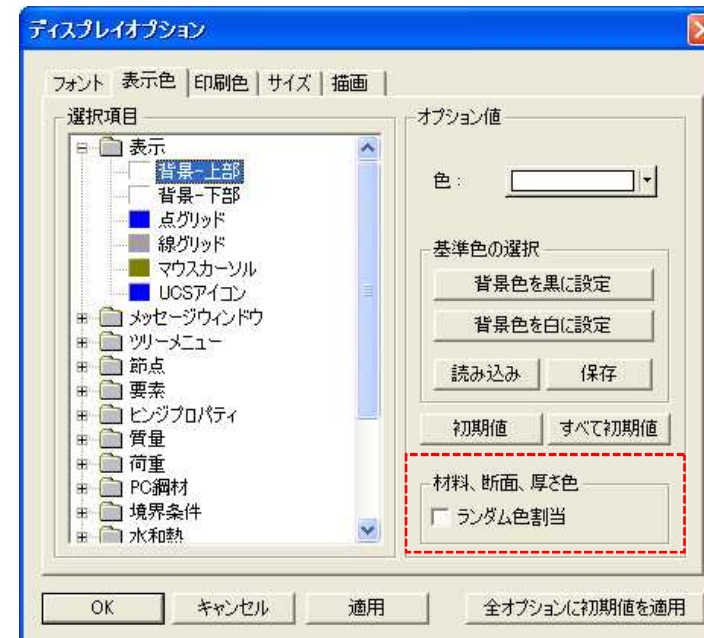 ディスプレイオプション
フォント 表示色 印刷色 サイズ 描画
選択項目
表示
背景-上部
背景-下部
点グリッド
線グリッド
マウスカーソル
UCSアイコン
メッセージウィンドウ
ツリーメニュー
節点
要素
ヒンジプロパティ
質量
荷重
PC鋼材
境界条件
水和熱
オプション値
色:
基準色の選択
背景色を黒に設定
背景色を白に設定
読み込み 保存
初期値 すべて初期値
材料、断面、厚さ色
ランダム色割当
OK キャンセル 適用 全オプションに初期値を適用